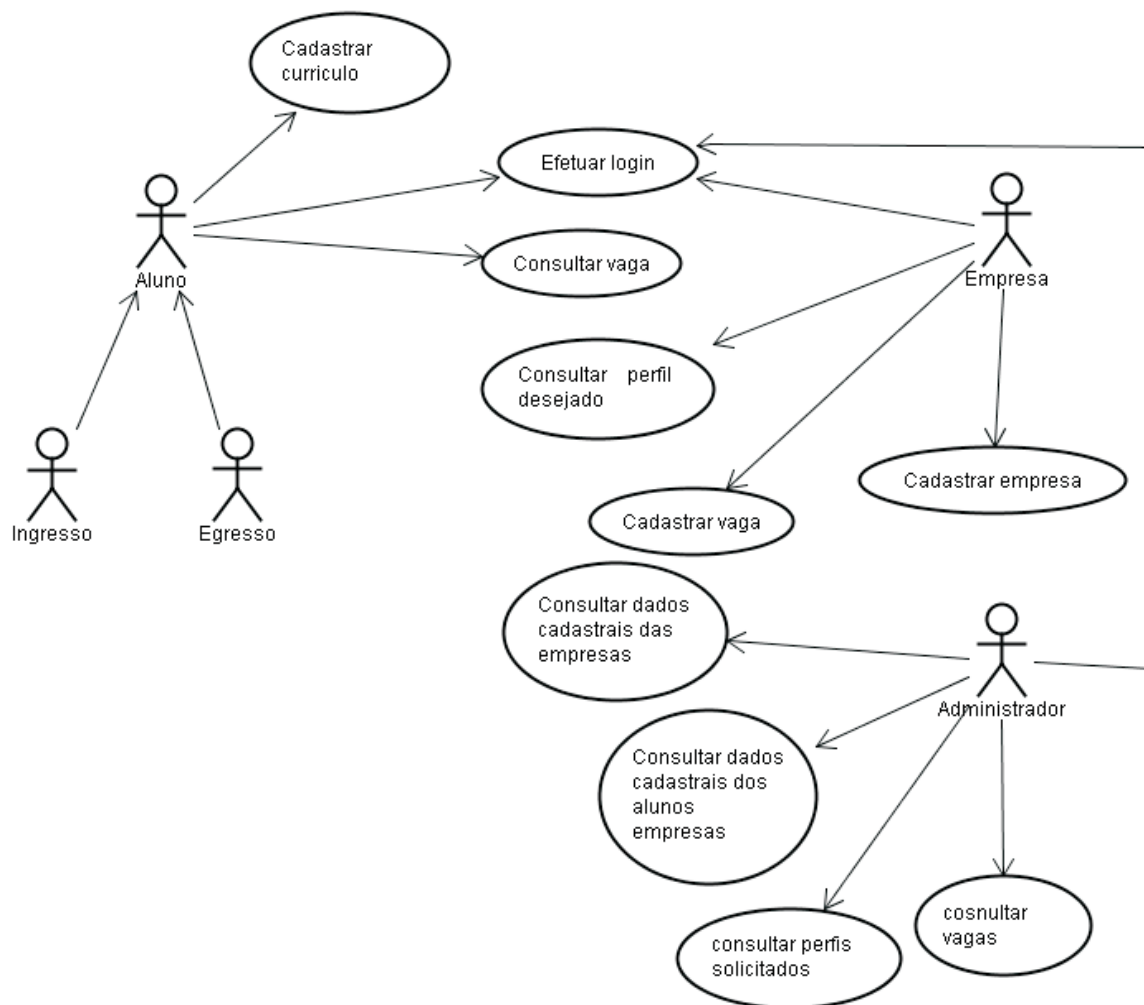 Cadastrar
curriculo
Efetuar login
Aluno
Consultar vaga
Empresa
Consultar perfil
desejado
Ingresso
Egresso
Cadastrar vaga
Cadastrar empresa
Consultar dados
cadastrais das
empresas
Administrador
Consultar dados
cadastrais dos
alunos
empresas
cosnultar
vagas
consultar perfis
solicitados